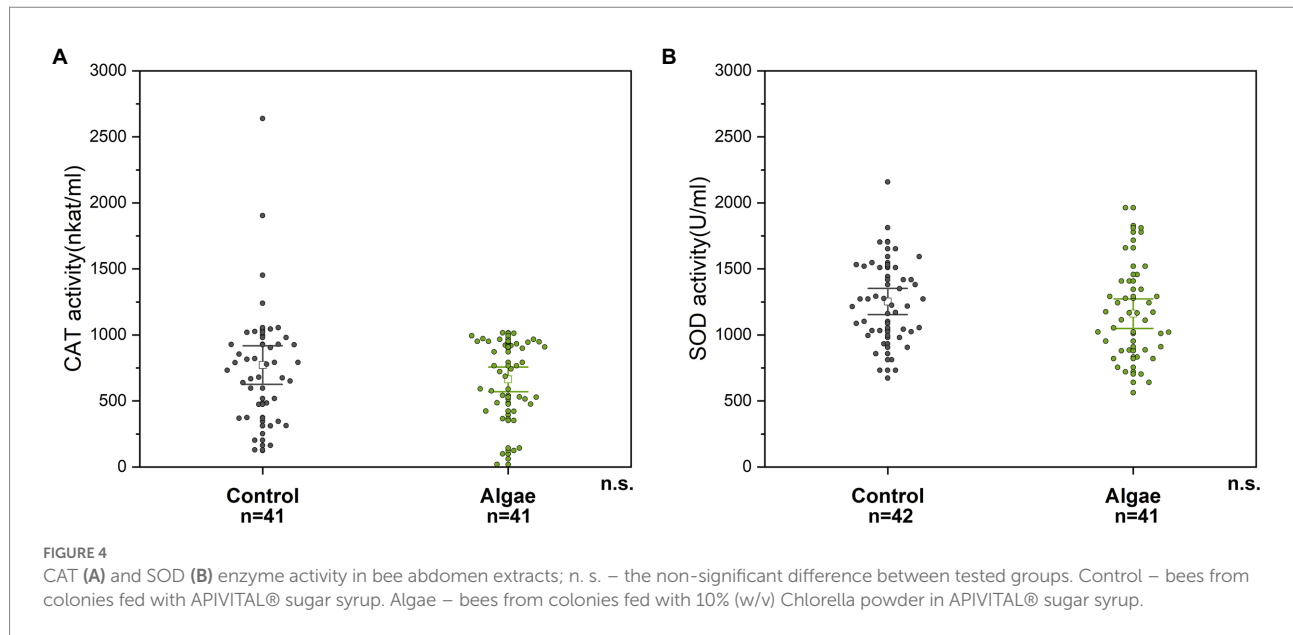 A
B
3000
2500
2000
1500
1000
500
0
CAT activity(nkat/ml)
Control
n=41
Algae
n=41
n.s.
3000
2500
2000
1500
1000
500
0
SOD activity(U/ml)
Control
n=42
Algae
n=41
n.s.
FIGURE 4
CAT (A) and SOD (B) enzyme activity in bee abdomen extracts; n. s. – the non-significant difference between tested groups. Control – bees from
colonies fed with APIVITAL® sugar syrup. Algae – bees from colonies fed with 10% (w/v) Chlorella powder in APIVITAL® sugar syrup.